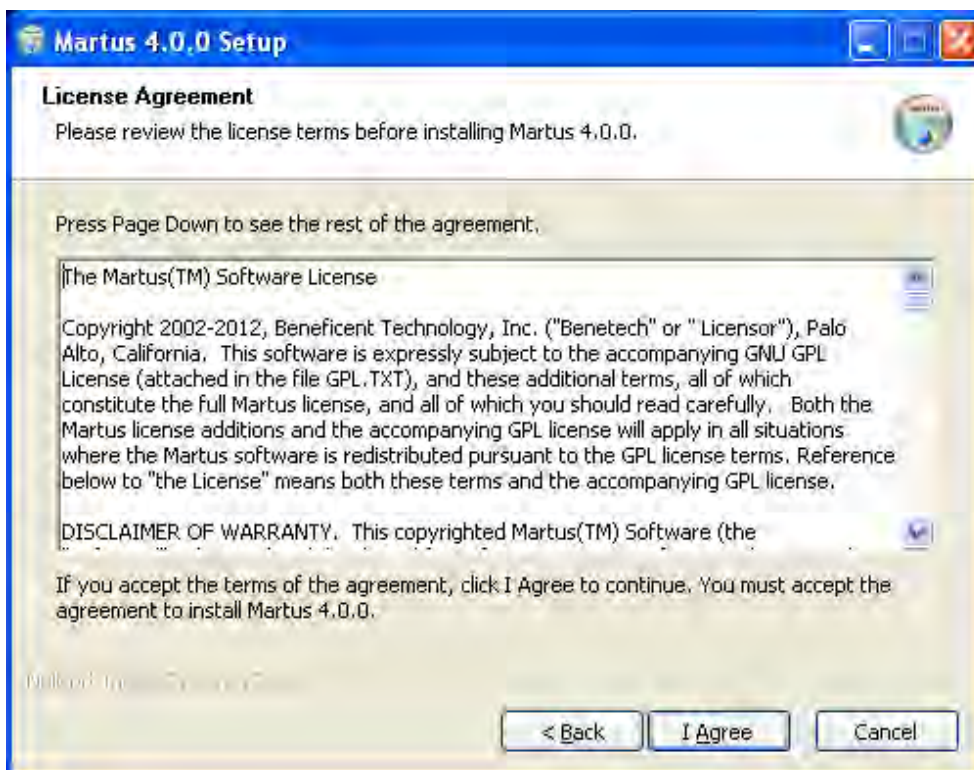 Martus 4.0.0 Setup
License Agreement
Please review the license terms before installing Martus 4.0.0.
Press Page Down to see the rest of the agreement.
The Martus(TM) Software License
Copyright 2002-2012, Beneficent Technology, Inc. ("Benetech" or " Licensor"), Palo
Alto, California.  This software is expressly subject to the accompanying GNU GPL
License (attached in the file GPL.TXT), and these additional terms, all of which
constitute the full Martus license, and all of which you should read carefully.   Both the
Martus license additions and the accompanying GPL license will apply in all situations
where the Martus software is redistributed pursuant to the GPL license terms. Reference
below to "the License" means both these terms and the accompanying GPL license.
DISCLAIMER OF WARRANTY.  This copyrighted Martus(TM) Software (the
If you accept the terms of the agreement, click I Agree to continue. You must accept the
agreement to install Martus 4.0.0.
< Back
I Agree
Cancel